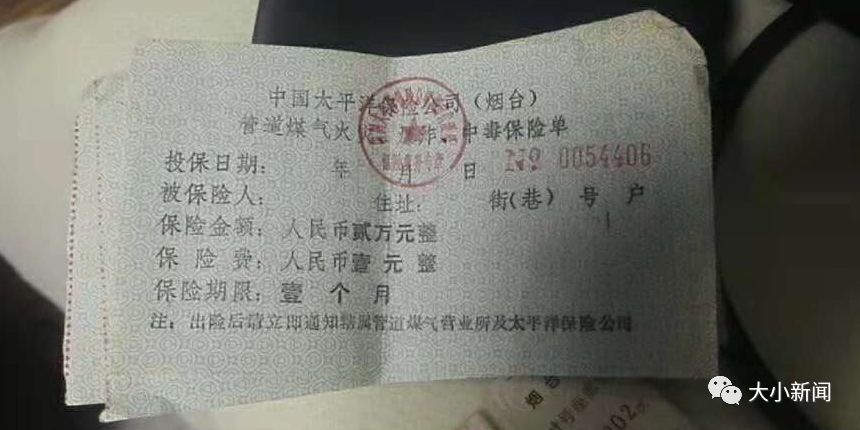 中国太平洋保险公司（烟台）
管道煤气火 炸、中毒保险单
投保日期： 年 月 日 № 0054406
被保险人： 住址： 街(巷) 号 户
保险金额：人民币贰万元整
保险费：人民币壹元整
保险期限：壹个月
注：出险后请立即通知辖属管道煤气营业所及太平洋保险公司
烟台
002
大小新闻